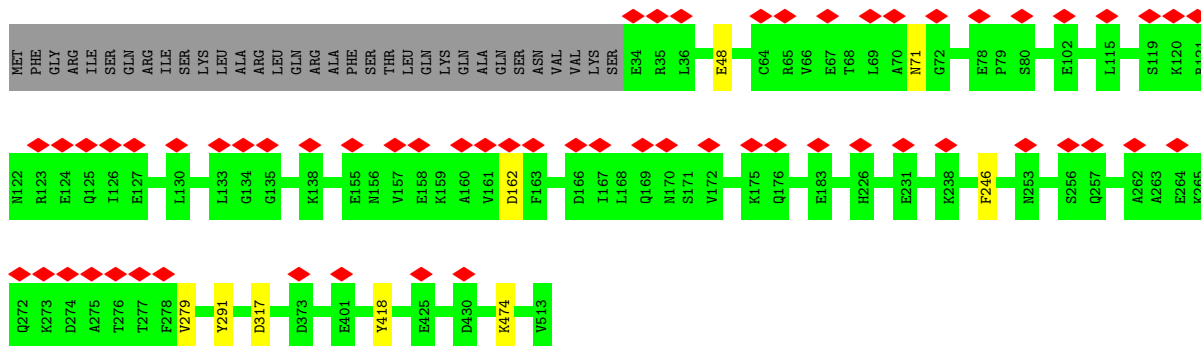 MET PHE GLY ARG ILE SER GLN ARG ILE SER LYS LEU ALA ARG LEU GLN ARG ALA PHE SER THR LEU GLN LYS GLN ALA GLN SER ASN VAL VAL LYS SER E34 R35 L36 E48 C64 R65 V66 E67 T68 L69 A70 N71 G72 E78 P79 S80 E102 L115 S119 K120
N122 R123 E124 Q125 I126 E127 L130 L133 G134 G135 K138 E155 N156 V157 E158 K159 A160 V161 D162 F163 D166 I167 L168 Q169 N170 S171 V172 K175 Q176 E183 H226 E231 K238 F246 N253 S256 Q257 A262 A263 E264 K265
Q272 K273 D274 A275 T276 T277 F278 V279 Y291 D317 D373 E401 Y418 E425 D430 K474 V513